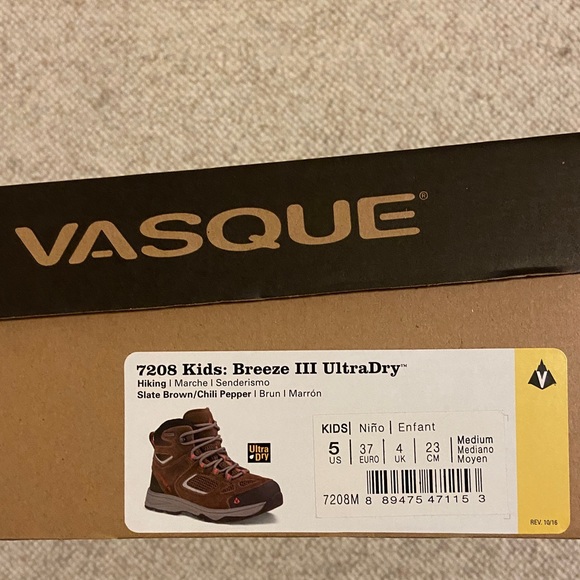 VASQUE®
7208 Kids: Breeze III UltraDry™
Hiking | Marche | Senderismo
Slate Brown/Chili Pepper | Brun | Marrón
Ultra Dry
KIDS | Niño | Enfant
5 US | 37 EURO | 4 UK | 23 CM | Medium Mediano Moyen
7208M 8 89475 47115 3
REV. 10/16